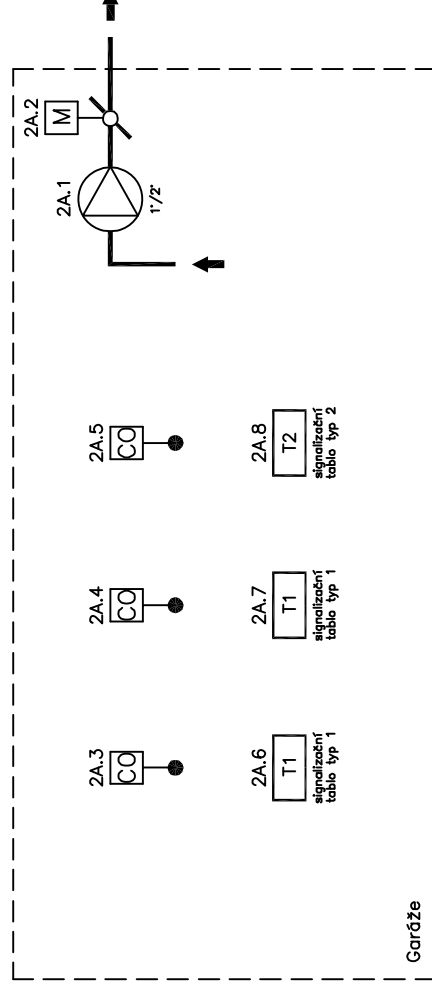 2A.2
M
2A.1
1°/2°
2A.5
CO
2A.8
T2
signalizační
tablo typ 2
2A.4
CO
2A.7
T1
signalizační
tablo typ 1
2A.3
CO
2A.6
T1
signalizační
tablo typ 1
Garáže